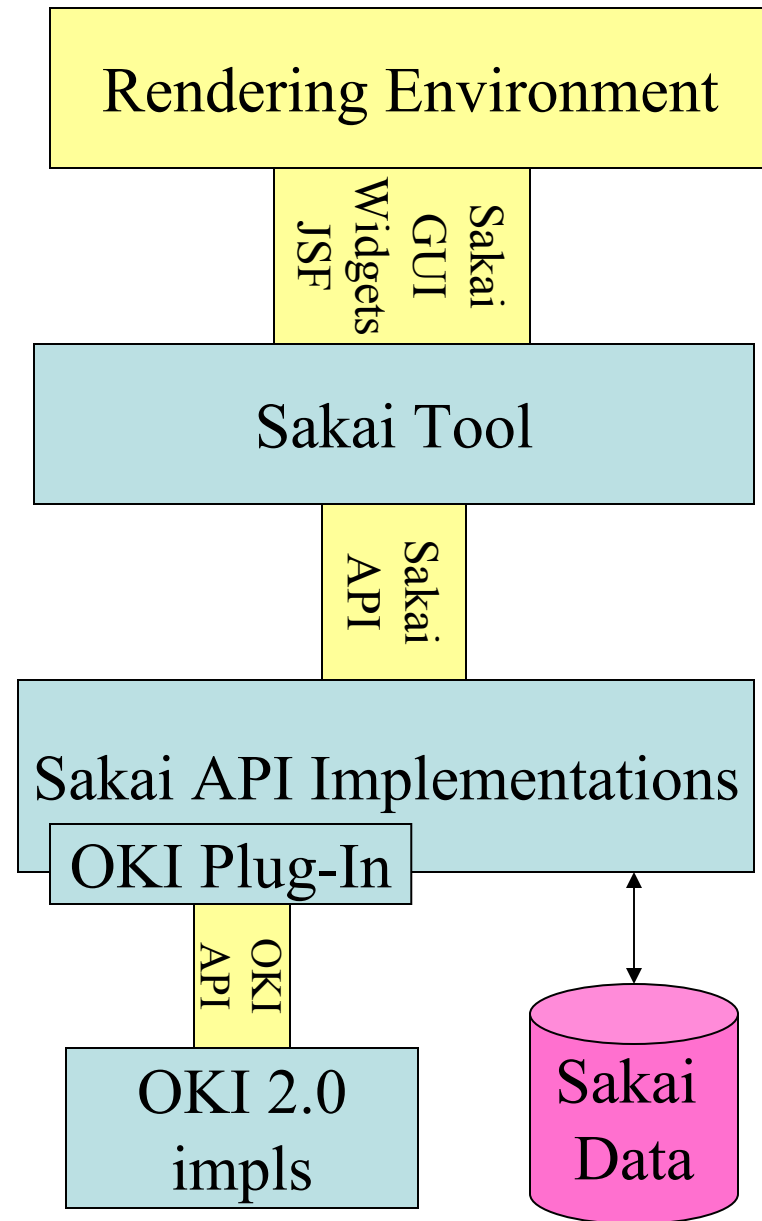 Rendering Environment
Sakai
GUI
Widgets
JSF
Sakai Tool
Sakai
API
Sakai API Implementations
OKI Plug-In
OKI
API
OKI 2.0
impls
Sakai
Data